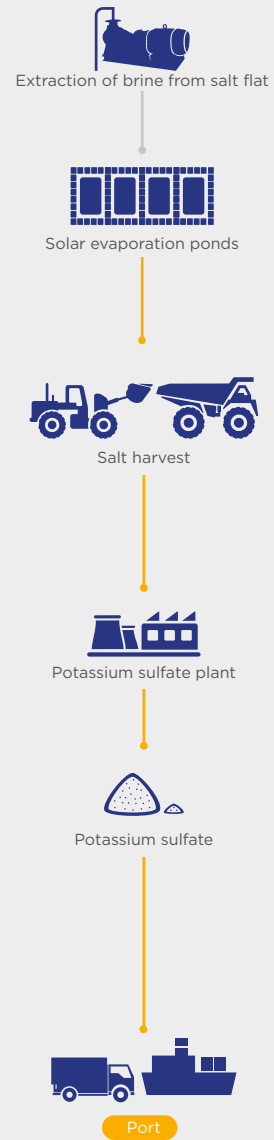 Extraction of brine from salt flat
Solar evaporation ponds
Salt harvest
Potassium sulfate plant
Potassium sulfate
Port